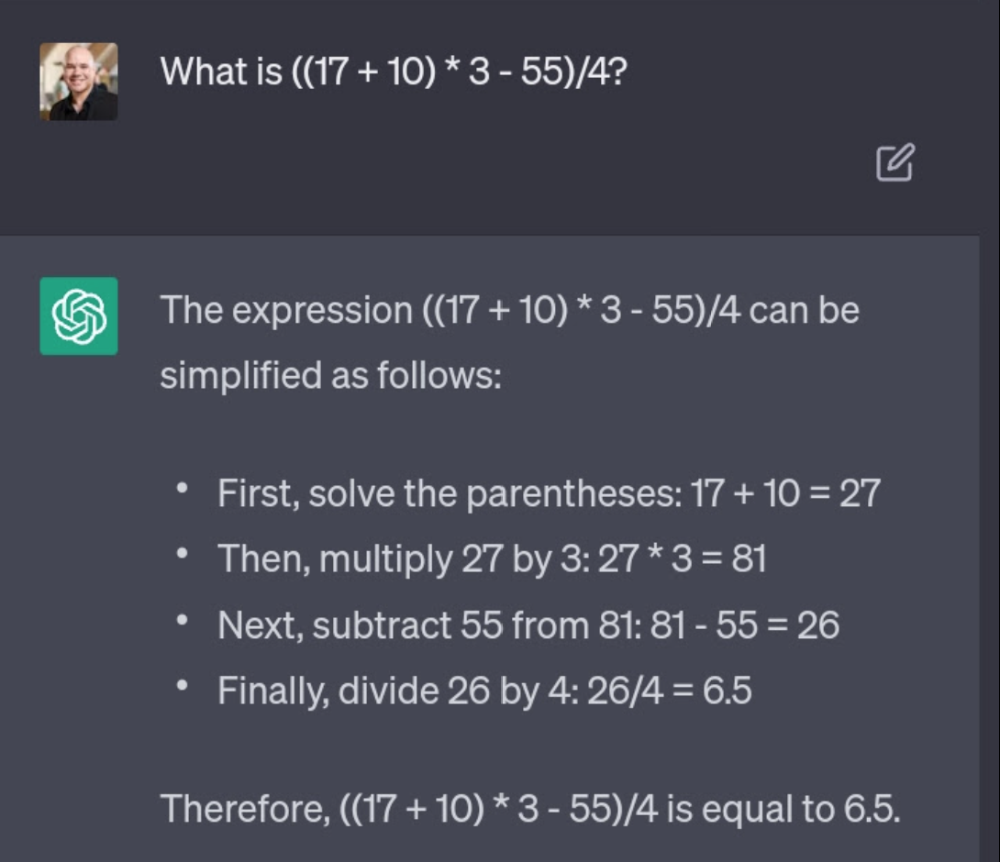 What is ((17 + 10) * 3 - 55)/4?
The expression ((17 + 10) * 3 - 55)/4 can be
simplified as follows:
• First, solve the parentheses: 17 + 10 = 27
• Then, multiply 27 by 3: 27 * 3 = 81
• Next, subtract 55 from 81: 81 - 55 = 26
• Finally, divide 26 by 4: 26/4 = 6.5
Therefore, ((17 + 10) * 3 - 55)/4 is equal to 6.5.